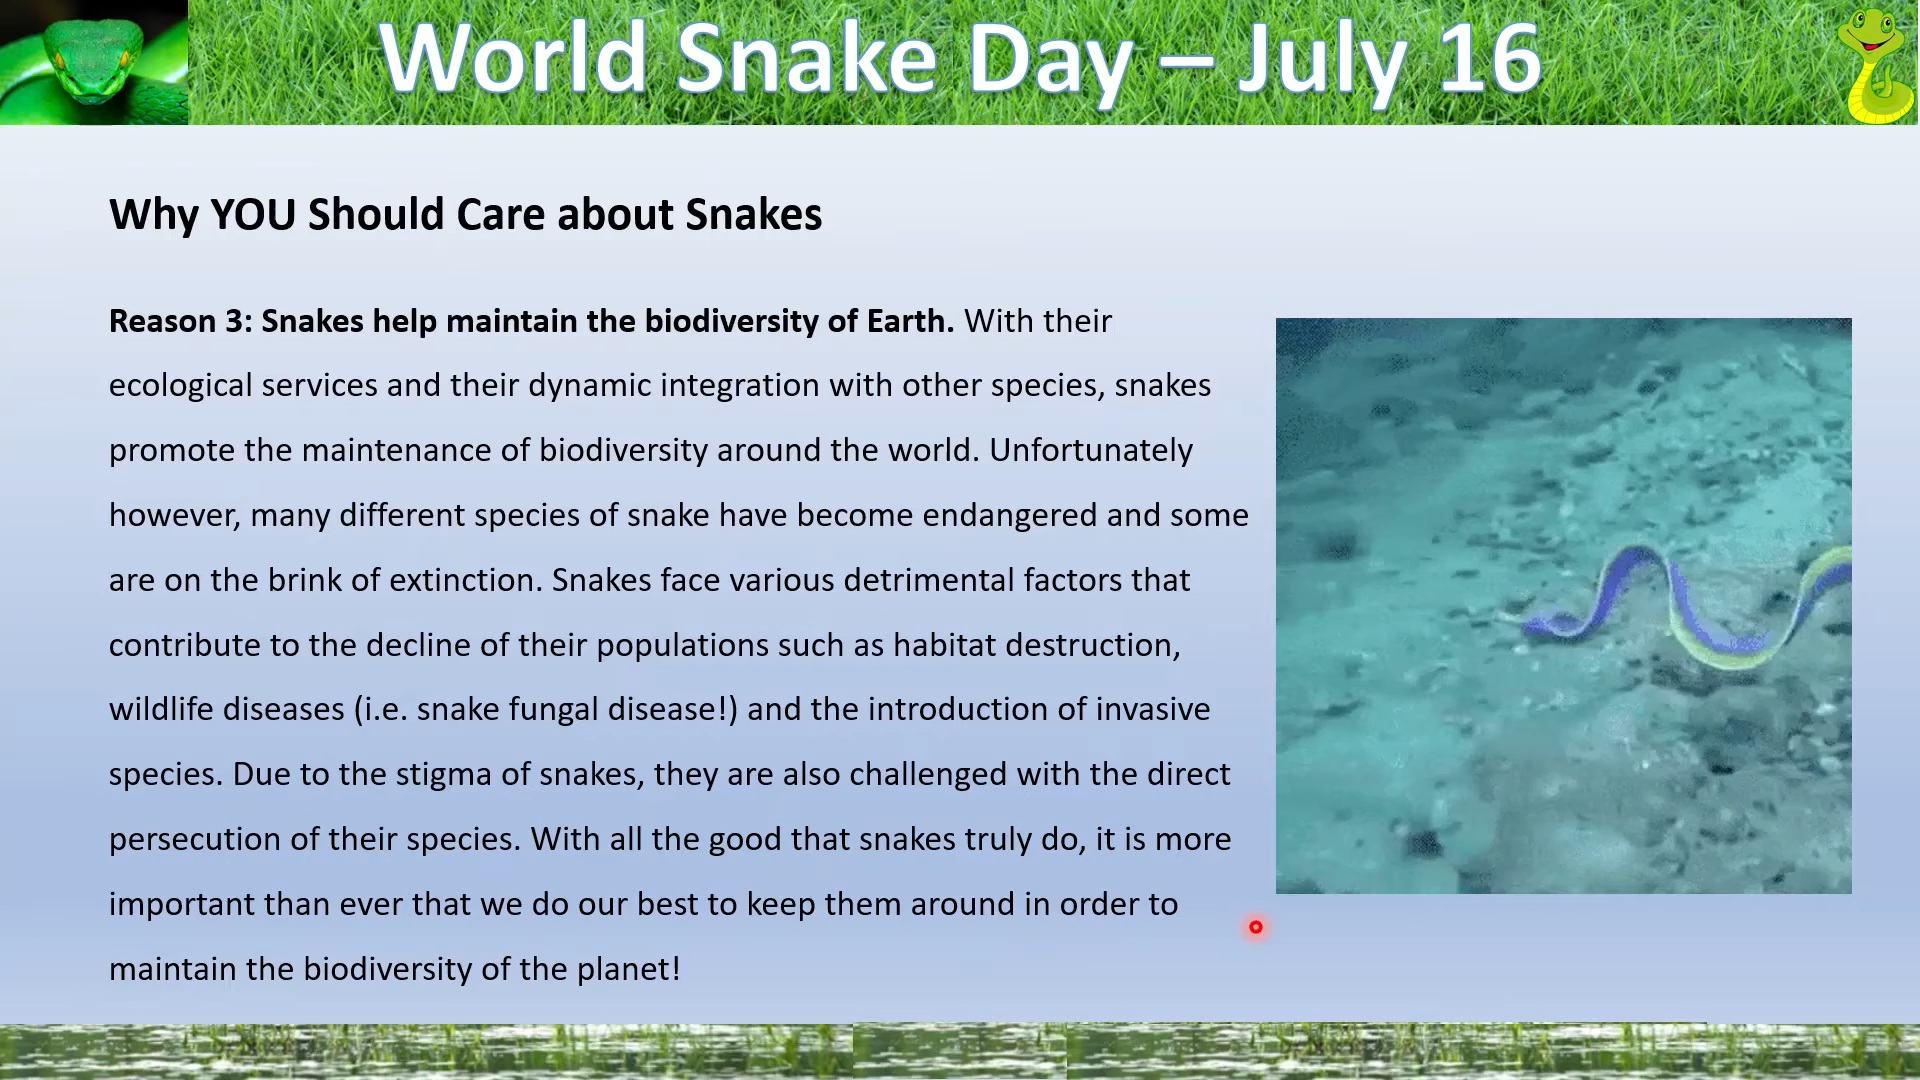 World Snake Day – July 16
Why YOU Should Care about Snakes
Reason 3: Snakes help maintain the biodiversity of Earth. With their
ecological services and their dynamic integration with other species, snakes
promote the maintenance of biodiversity around the world. Unfortunately
however, many different species of snake have become endangered and some
are on the brink of extinction. Snakes face various detrimental factors that
contribute to the decline of their populations such as habitat destruction,
wildlife diseases (i.e. snake fungal disease!) and the introduction of invasive
species. Due to the stigma of snakes, they are also challenged with the direct
persecution of their species. With all the good that snakes truly do, it is more
important than ever that we do our best to keep them around in order to
maintain the biodiversity of the planet!